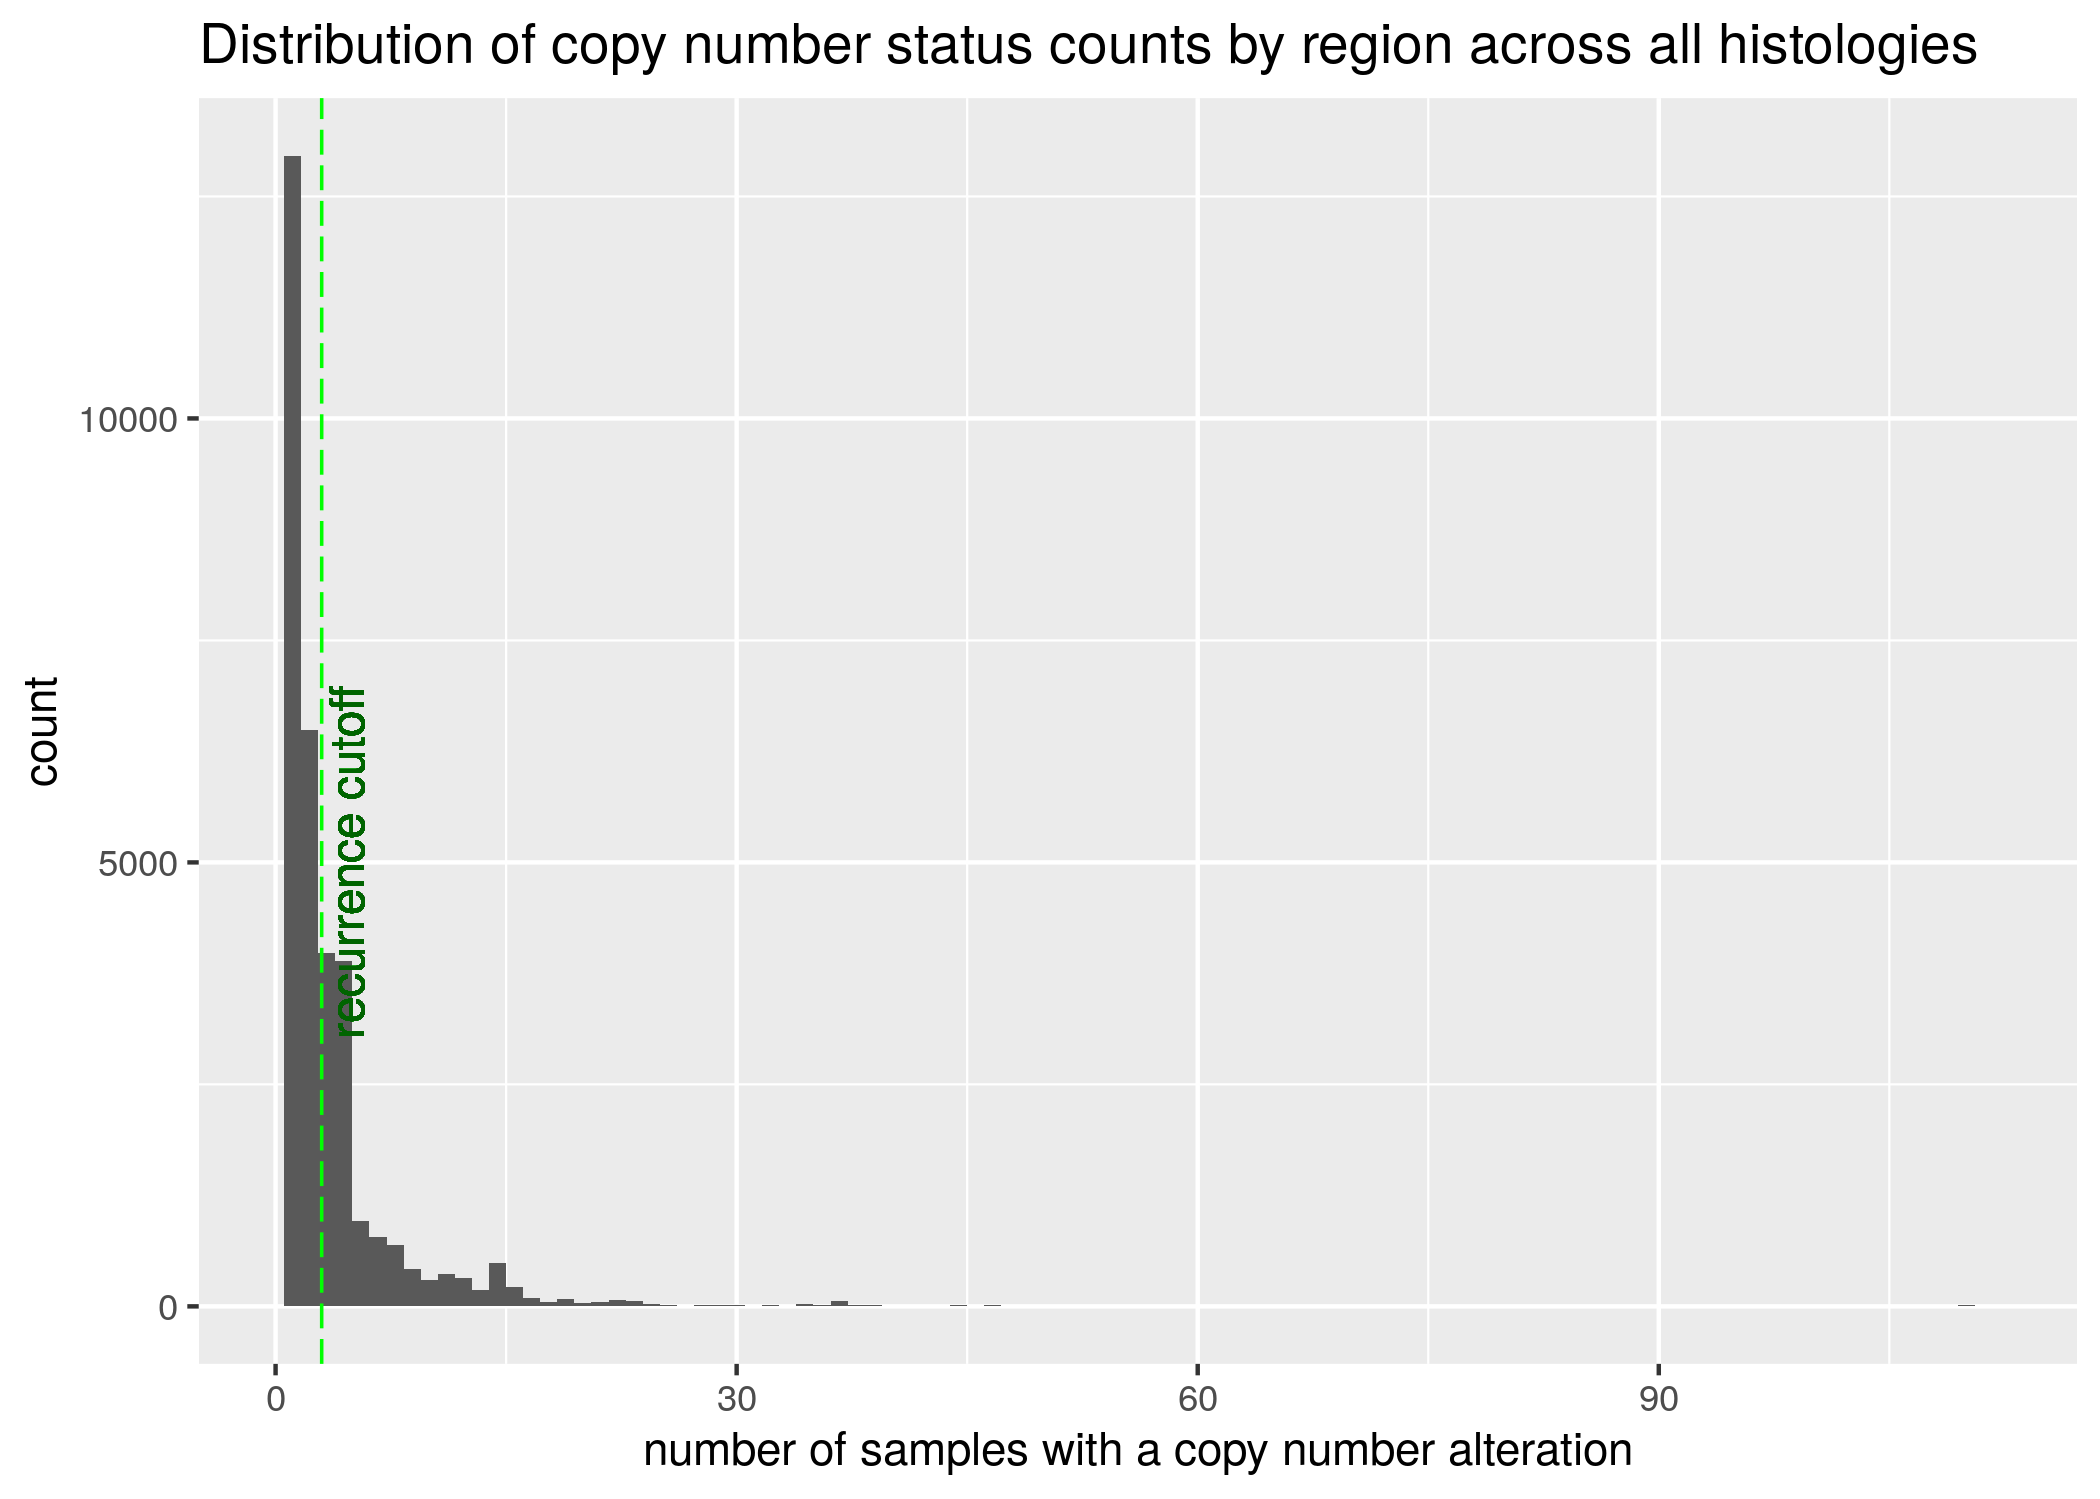 Distribution of copy number status counts by region across all histologies
count
10000
5000
0
recurrence cutoff
0
30
60
90
number of samples with a copy number alteration